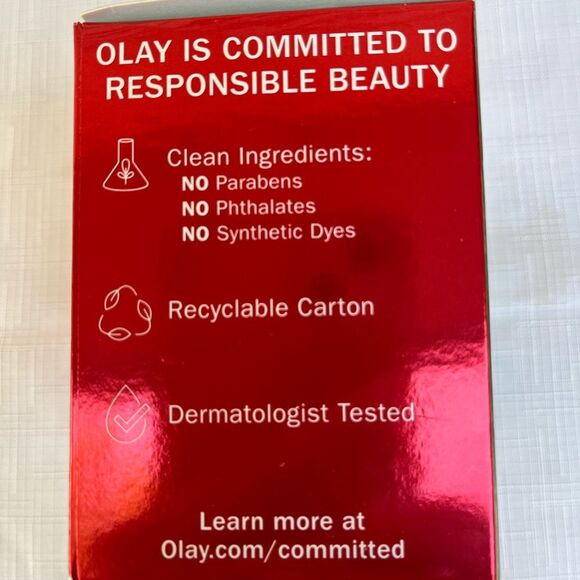 OLAY IS COMMITTED TO
RESPONSIBLE BEAUTY
Clean Ingredients:
NO Parabens
NO Phthalates
NO Synthetic Dyes
Recyclable Carton
Dermatologist Tested
Learn more at
Olay.com/committed